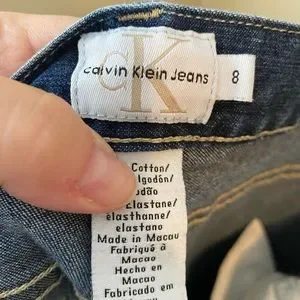 cK
Calvin Klein Jeans
8
Cotton/
lgodón/
odão
Elastane/
élasthanne/
elastano
Made in Macau
Fabriqué à
Macao
Hecho en
Macao
Fabricado em